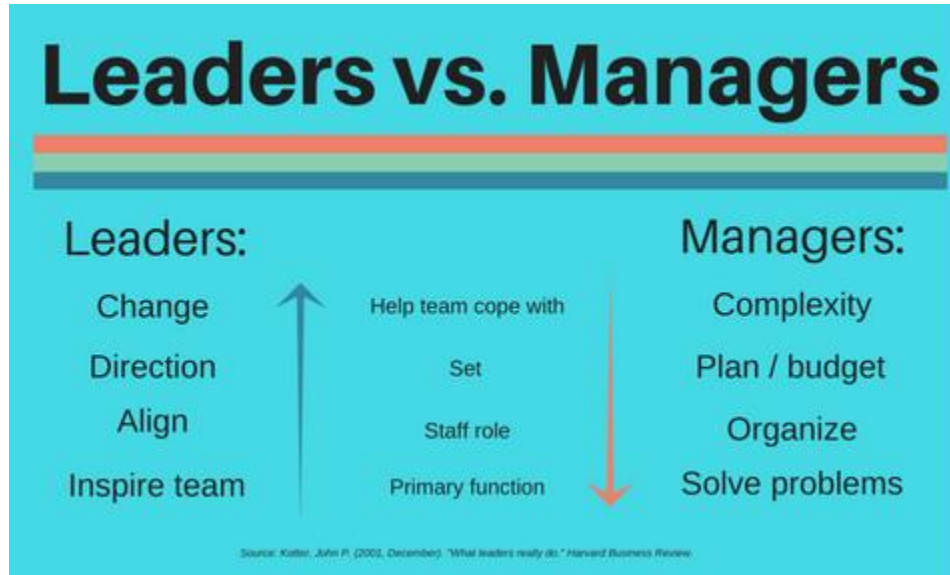 Leaders vs. Managers
Leaders: Managers:
Change Help team cope with Complexity
Direction Set Plan / budget
Align Staff role Organize
Inspire team Primary function Solve problems
Source: Kotter, John P. (2001, December). "What leaders really do." Harvard Business Review.